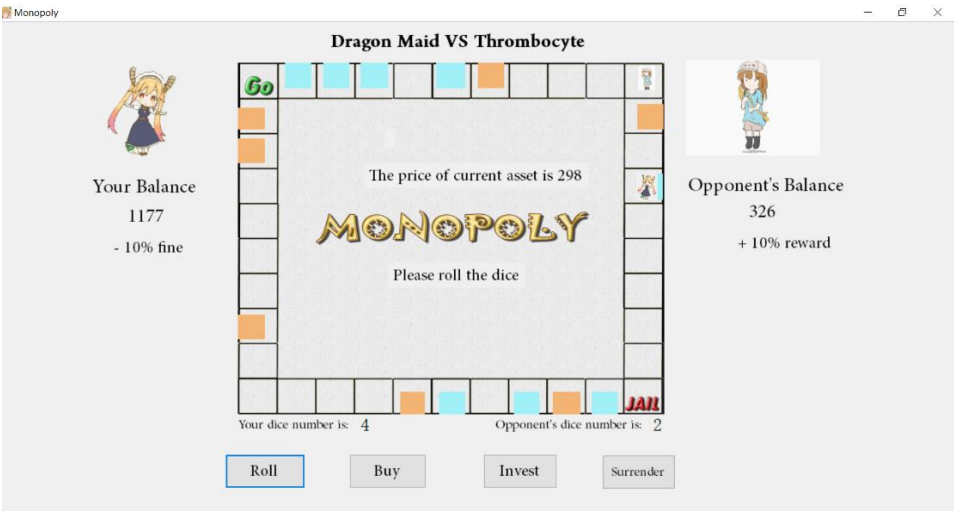 Monopoly
Dragon Maid VS Thrombocyte
Go
The price of current asset is 298
Your Balance
1177
- 10% fine
Opponent's Balance
326
+ 10% reward
MONOPOLY
Please roll the dice
JAIL
Your dice number is: 4
Opponent's dice number is: 2
Roll
Buy
Invest
Surrender